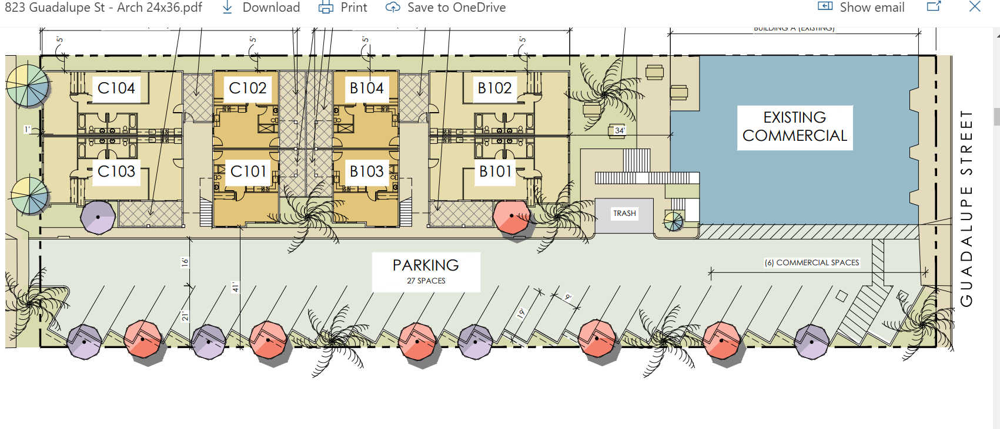 823 Guadalupe St - Arch 24x36.pdf
Download
Print
Save to OneDrive
Show email
BUILDING A (EXISTING)
5'
5'
5'
5'
C104
C102
B104
B102
EXISTING
COMMERCIAL
1'
34'
C103
C101
B103
B101
TRASH
GUADALUPE STREET
PARKING
27 SPACES
(6) COMMERCIAL SPACES
16'
41'
21'
19'
9'